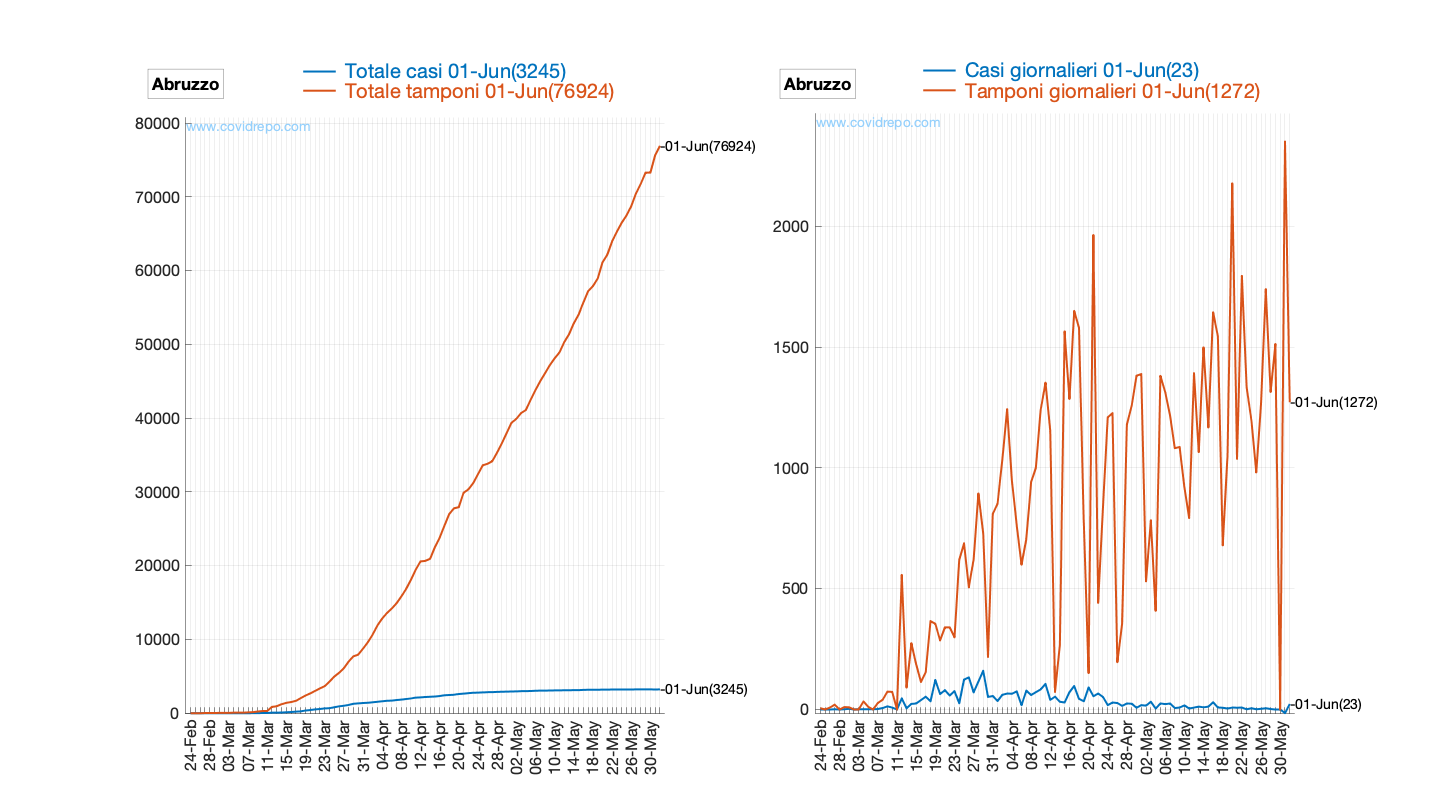 Abruzzo
Totale casi 01-Jun(3245)
Totale tamponi 01-Jun(76924)
www.covidrepo.com
80000
70000
60000
50000
40000
30000
20000
10000
0
01-Jun(76924)
01-Jun(3245)
24-Feb
28-Feb
03-Mar
07-Mar
11-Mar
15-Mar
19-Mar
23-Mar
27-Mar
31-Mar
04-Apr
08-Apr
12-Apr
16-Apr
20-Apr
24-Apr
28-Apr
02-May
06-May
10-May
14-May
18-May
22-May
26-May
30-May
Abruzzo
Casi giornalieri 01-Jun(23)
Tamponi giornalieri 01-Jun(1272)
www.covidrepo.com
2000
1500
1000
500
0
01-Jun(1272)
01-Jun(23)
24-Feb
28-Feb
03-Mar
07-Mar
11-Mar
15-Mar
19-Mar
23-Mar
27-Mar
31-Mar
04-Apr
08-Apr
12-Apr
16-Apr
20-Apr
24-Apr
28-Apr
02-May
06-May
10-May
14-May
18-May
22-May
26-May
30-May